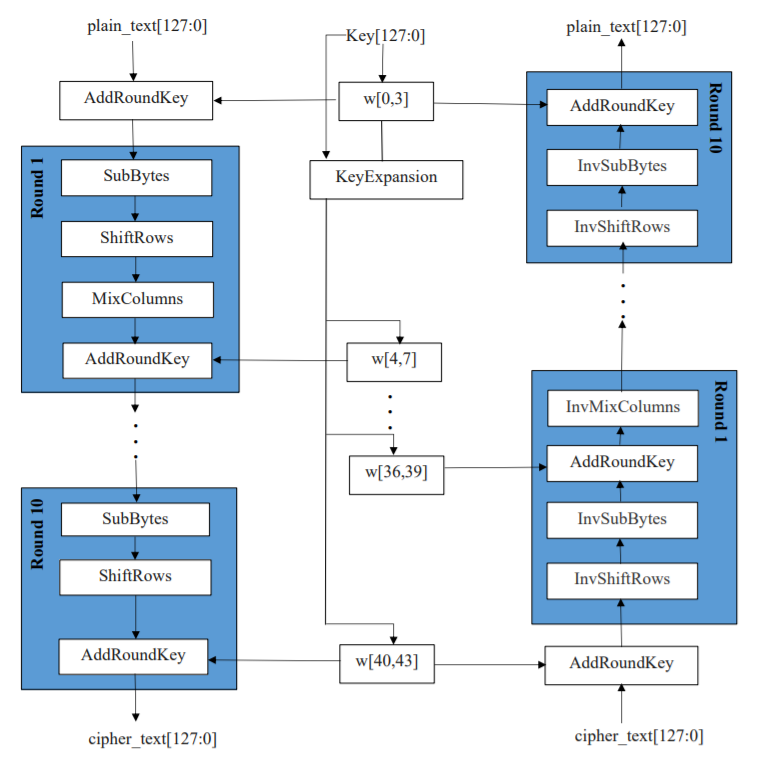 plain_text[127:0]
AddRoundKey
Round 1
SubBytes
ShiftRows
MixColumns
AddRoundKey
Round 10
SubBytes
ShiftRows
AddRoundKey
cipher_text[127:0]
Key[127:0]
w[0,3]
KeyExpansion
w[4,7]
w[36,39]
w[40,43]
plain_text[127:0]
Round 10
AddRoundKey
InvSubBytes
InvShiftRows
Round 1
InvMixColumns
AddRoundKey
InvSubBytes
InvShiftRows
AddRoundKey
cipher_text[127:0]